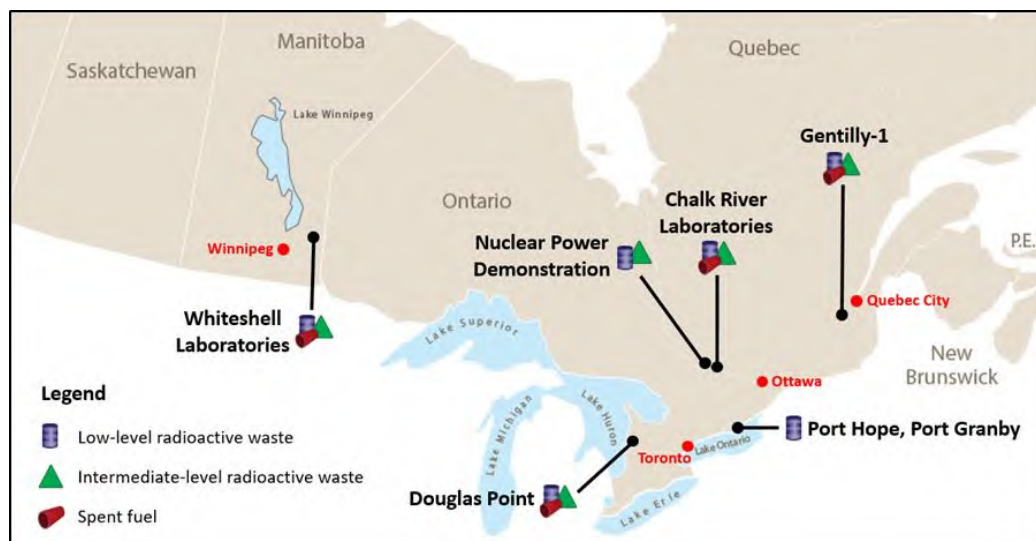 Manitoba
Quebec
Saskatchewan
Lake Winnipeg
Gentilly-1
Chalk River
Laboratories
Ontario
Nuclear Power
Demonstration
P.E.
Winnipeg
Quebec City
Whiteshell
Laboratories
Lake Superior
New
Brunswick
Ottawa
Legend
Lake Michigan
Lake Huron
Low-level radioactive waste
Port Hope, Port Granby
Toronto
Lake Ontario
Intermediate-level radioactive waste
Douglas Point
Lake Erie
Spent fuel